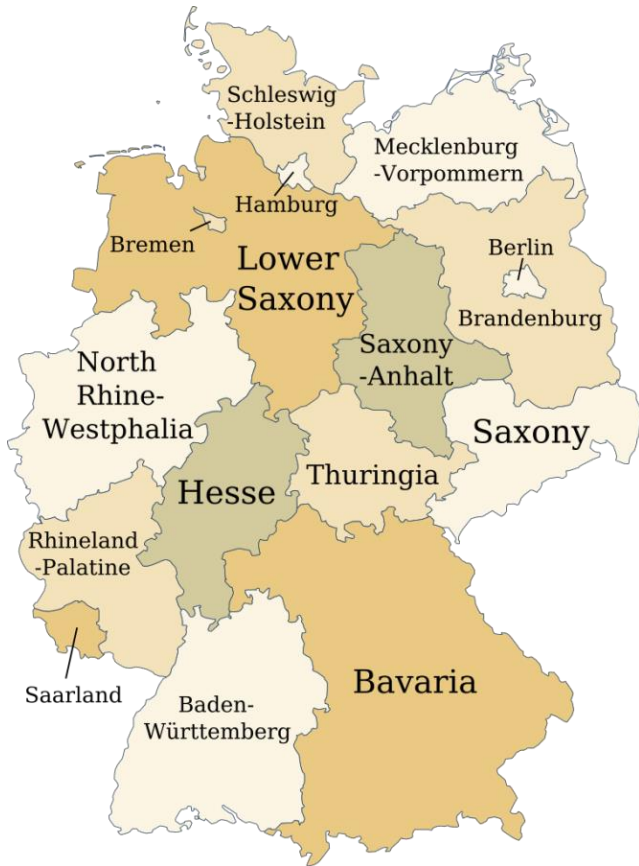 Schleswig
-Holstein
Mecklenburg
-Vorpommern
Hamburg
Bremen
Berlin
Lower
Saxony
Brandenburg
Saxony
-Anhalt
North
Rhine-
Westphalia
Saxony
Thuringia
Hesse
Rhineland
-Palatine
Saarland
Bavaria
Baden-
Württemberg